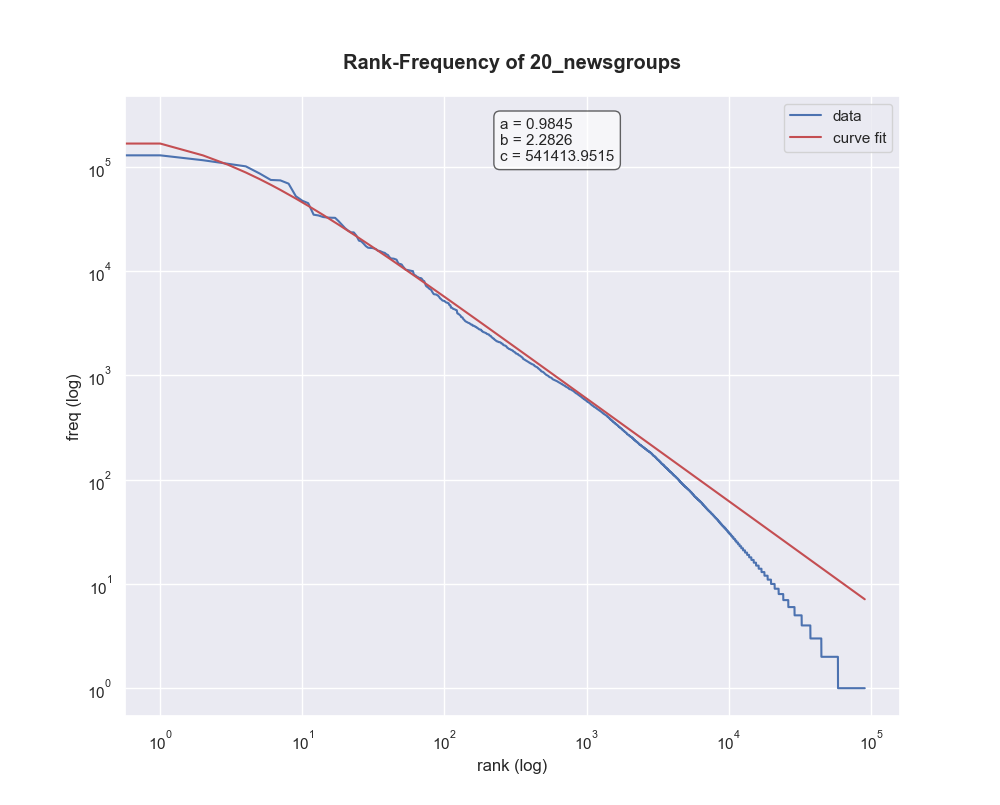 Rank-Frequency of 20_newsgroups
a = 0.9845
b = 2.2826
c = 541413.9515
data
curve fit
10^5
10^4
10^3
10^2
10^1
10^0
freq (log)
10^0 10^1 10^2 10^3 10^4 10^5
rank (log)